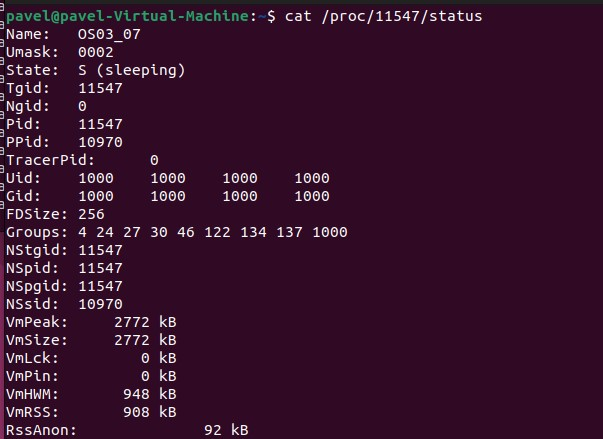 pavel@pavel-Virtual-Machine:~$ cat /proc/11547/status
Name:	OS03_07
Umask:	0002
State:	S (sleeping)
Tgid:	11547
Ngid:	0
Pid:	11547
PPid:	10970
TracerPid:	0
Uid:	1000	1000	1000	1000
Gid:	1000	1000	1000	1000
FDSize:	256
Groups:	4 24 27 30 46 122 134 137 1000
NStgid:	11547
NSpid:	11547
NSpgid:	11547
NSsid:	10970
VmPeak:	    2772 kB
VmSize:	    2772 kB
VmLck:	       0 kB
VmPin:	       0 kB
VmHWM:	     948 kB
VmRSS:	     908 kB
RssAnon:	      92 kB